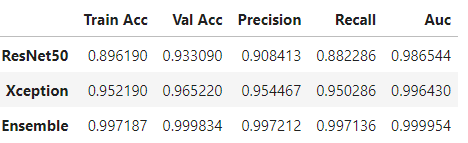 Train Acc Val Acc Precision Recall Auc
ResNet50 0.896190 0.933090 0.908413 0.882286 0.986544
Xception 0.952190 0.965220 0.954467 0.950286 0.996430
Ensemble 0.997187 0.999834 0.997212 0.997136 0.999954